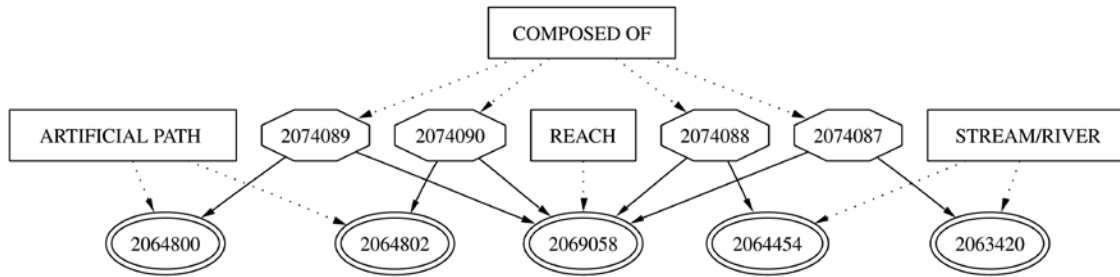 COMPOSED OF
ARTIFICIAL PATH
2074089
2074090
REACH
2074088
2074087
STREAM/RIVER
2064800
2064802
2069058
2064454
2063420